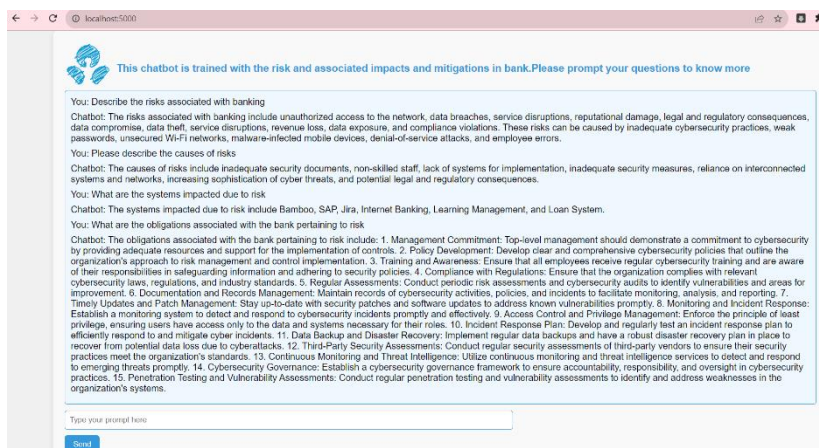 localhost:5000
This chatbot is trained with the risk and associated impacts and mitigations in bank.Please prompt your questions to know more
You: Describe the risks associated with banking
Chatbot: The risks associated with banking include unauthorized access to the network, data breaches, service disruptions, reputational damage, legal and regulatory consequences,
data compromise, data theft, service disruptions, revenue loss, data exposure, and compliance violations. These risks can be caused by inadequate cybersecurity practices, weak
passwords, unsecured Wi-Fi networks, malware-infected mobile devices, denial-of-service attacks, and employee errors.
You: Please describe the causes of risks
Chatbot: The causes of risks include inadequate security documents, non-skilled staff, lack of systems for implementation, inadequate security measures, reliance on interconnected
systems and networks, increasing sophistication of cyber threats, and potential legal and regulatory consequences.
You: What are the systems impacted due to risk
Chatbot: The systems impacted due to risk include Bamboo, SAP, Jira, Internet Banking, Learning Management, and Loan System.
You: What are the obligations associated with the bank pertaining to risk
Chatbot: The obligations associated with the bank pertaining to risk include: 1. Management Commitment: Top-level management should demonstrate a commitment to cybersecurity
by providing adequate resources and support for the implementation of controls. 2. Policy Development: Develop clear and comprehensive cybersecurity policies that outline the
organization's approach to risk management and control implementation. 3. Training and Awareness: Ensure that all employees receive regular cybersecurity training and are aware
of their responsibilities in safeguarding information and adhering to security policies. 4. Compliance with Regulations: Ensure that the organization complies with relevant
cybersecurity laws, regulations, and industry standards. 5. Regular Assessments: Conduct periodic risk assessments and cybersecurity audits to identify vulnerabilities and areas for
improvement. 6. Documentation and Records Management: Maintain records of cybersecurity activities, policies, and incidents to facilitate monitoring, analysis, and reporting. 7.
Timely Updates and Patch Management: Stay up-to-date with security patches and software updates to address known vulnerabilities promptly. 8. Monitoring and Incident Response:
Establish a monitoring system to detect and respond to cybersecurity incidents promptly and effectively. 9. Access Control and Privilege Management: Enforce the principle of least
privilege, ensuring users have access only to the data and systems necessary for their roles. 10. Incident Response Plan: Develop and regularly test an incident response plan to
efficiently respond to and mitigate cyber incidents. 11. Data Backup and Disaster Recovery: Implement regular data backups and have a robust disaster recovery plan in place to
recover from potential data loss due to cyberattacks. 12. Third-Party Security Assessments: Conduct regular security assessments of third-party vendors to ensure their security
practices meet the organization's standards. 13. Continuous Monitoring and Threat Intelligence: Utilize continuous monitoring and threat intelligence services to detect and respond
to emerging threats promptly. 14. Cybersecurity Governance: Establish a cybersecurity governance framework to ensure accountability, responsibility, and oversight in cybersecurity
practices. 15. Penetration Testing and Vulnerability Assessments: Conduct regular penetration testing and vulnerability assessments to identify and address weaknesses in the
organization's systems.
Type your prompt here
Send